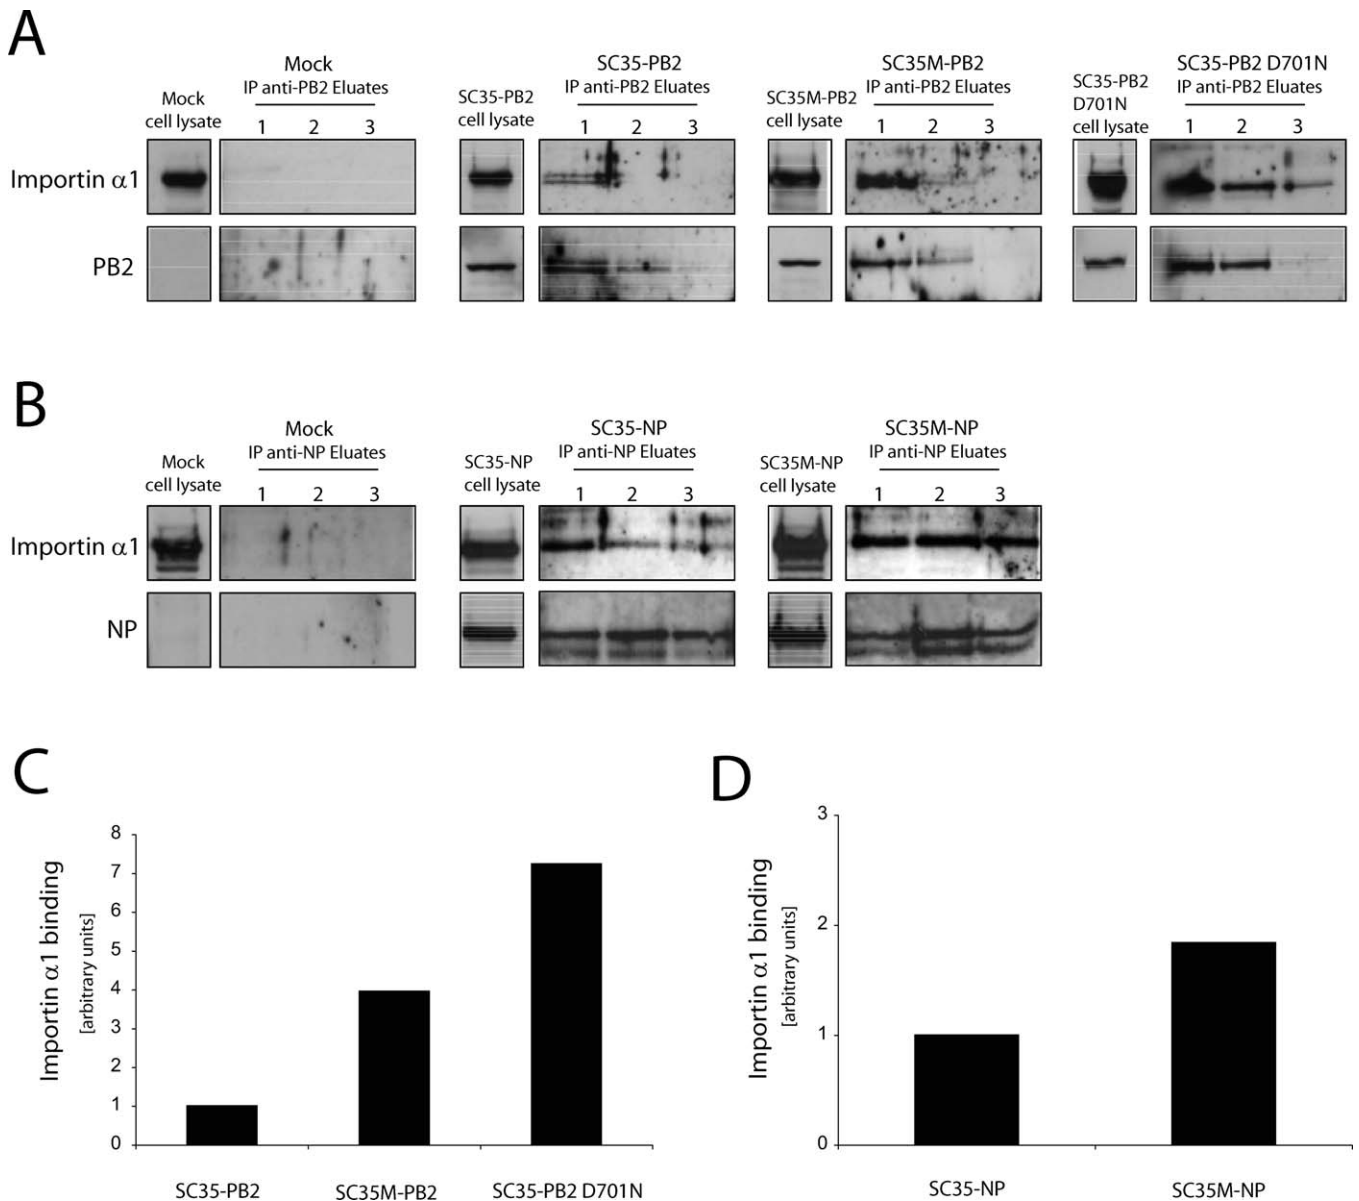 A
Mock
IP anti-PB2 Eluates
Mock
cell lysate
1 2 3
SC35-PB2
IP anti-PB2 Eluates
SC35-PB2
cell lysate
1 2 3
SC35M-PB2
IP anti-PB2 Eluates
SC35M-PB2
cell lysate
1 2 3
SC35-PB2 D701N
IP anti-PB2 Eluates
SC35-PB2
D701N
cell lysate
1 2 3
Importin α1
PB2
B
Mock
IP anti-NP Eluates
Mock
cell lysate
1 2 3
SC35-NP
IP anti-NP Eluates
SC35-NP
cell lysate
1 2 3
SC35M-NP
IP anti-NP Eluates
SC35M-NP
cell lysate
1 2 3
Importin α1
NP
C
Importin α1 binding
[arbitrary units]
8
7
6
5
4
3
2
1
0
SC35-PB2 SC35M-PB2 SC35-PB2 D701N
D
Importin α1 binding
[arbitrary units]
3
2
1
0
SC35-NP SC35M-NP